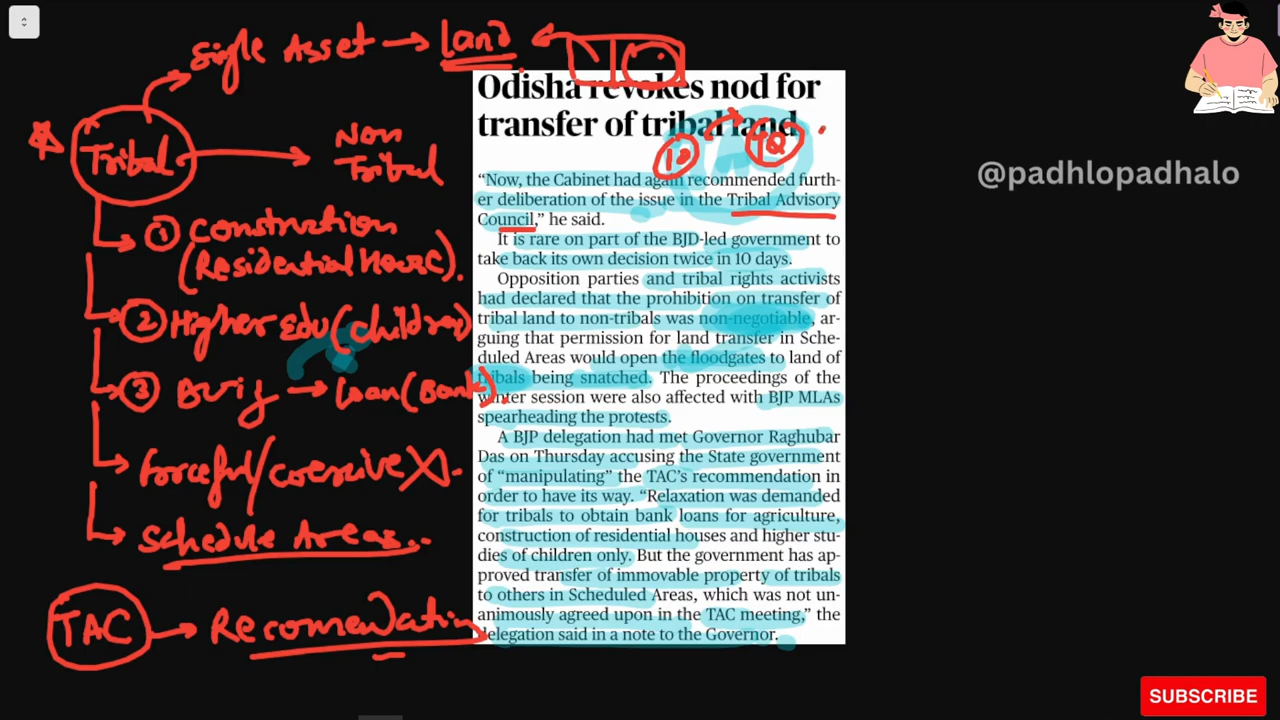 Single Asset → Land
Odisha revokes nod for
transfer of tribal land
Tribal
Non
Tribal
@padhlopadhalo
"Now, the Cabinet had again recommended furth-
er deliberation of the issue in the Tribal Advisory
Council," he said.
It is rare on part of the BJD-led government to
take back its own decision twice in 10 days.
Opposition parties and tribal rights activists
had declared that the prohibition on transfer of
tribal land to non-tribals was non-negotiable, ar-
guing that permission for land transfer in Sche-
duled Areas would open the floodgates to land of
tribals being snatched. The proceedings of the
winter session were also affected with BJP MLAs
spearheading the protests.
A BJP delegation had met Governor Raghubar
Das on Thursday accusing the State government
of "manipulating" the TAC's recommendation in
order to have its way. "Relaxation was demanded
for tribals to obtain bank loans for agriculture,
construction of residential houses and higher stu-
dies of children only. But the government has ap-
proved transfer of immovable property of tribals
to others in Scheduled Areas, which was not un-
animously agreed upon in the TAC meeting," the
delegation said in a note to the Governor.
① Construction
(Residential House).
② Higher Edu (children)
③ → Loan (Bank).
forceful/coersive X.
Schedule Areas..
TAC → Recomendation
SUBSCRIBE